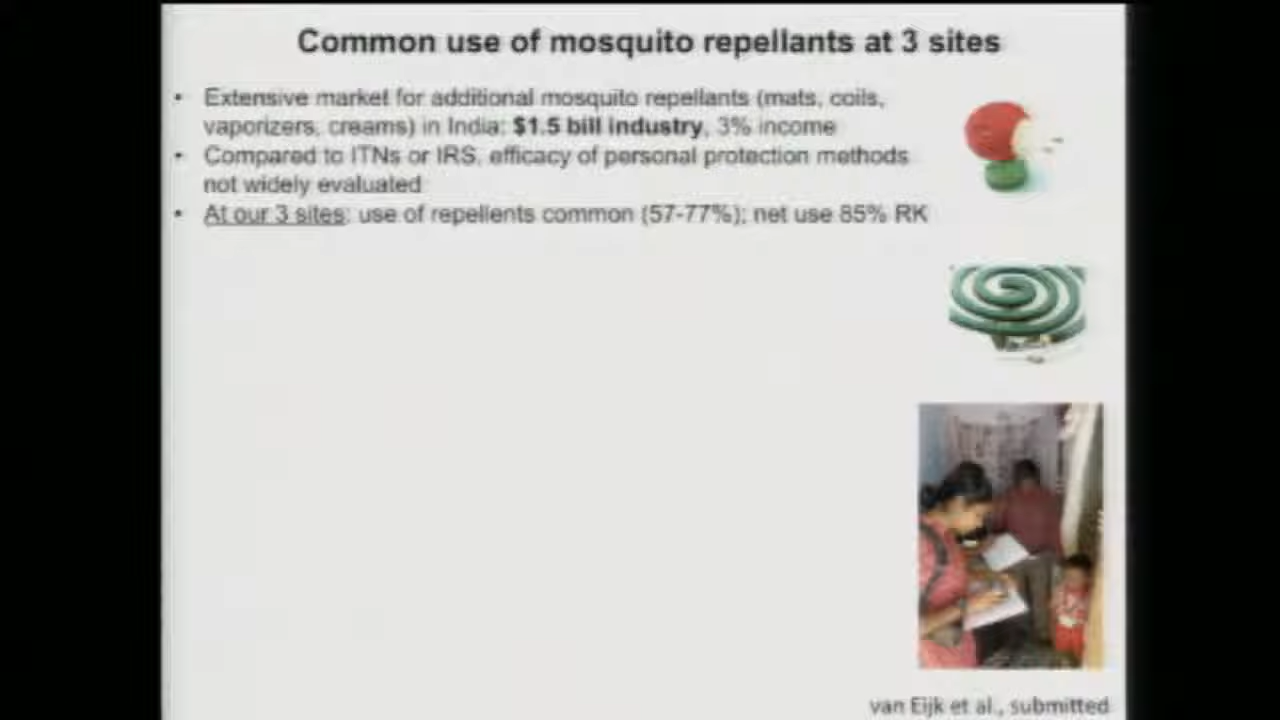 Common use of mosquito repellants at 3 sites
• Extensive market for additional mosquito repellants (mats, coils,
vaporizers, creams) in India: $1.5 bill industry, 3% income
• Compared to ITNs or IRS, efficacy of personal protection methods
not widely evaluated
• At our 3 sites: use of repellents common (57-77%); net use 85% RK
van Eijk et al., submitted